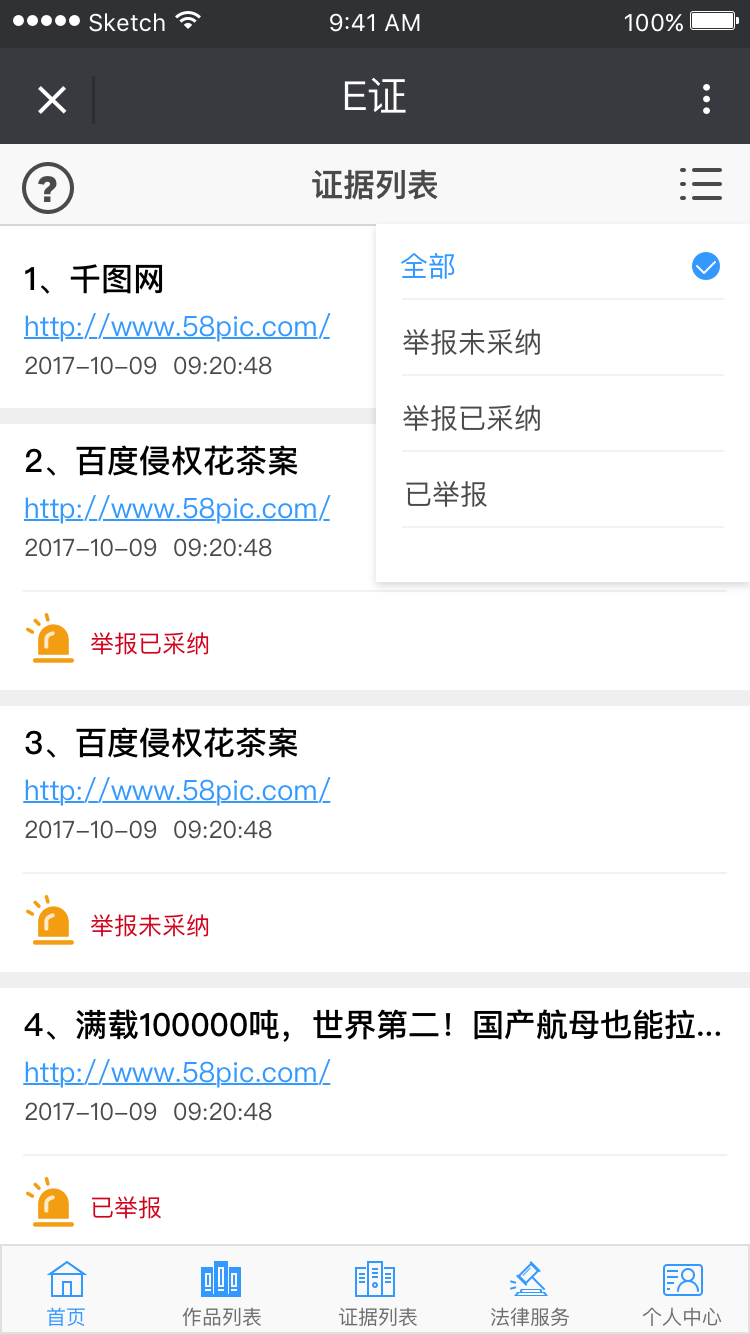 Sketch 9:41 AM 100%
E证
? 证据列表
全部
举报未采纳
举报已采纳
已举报
1、千图网
http://www.58pic.com/
2017-10-09 09:20:48
2、百度侵权花茶案
http://www.58pic.com/
2017-10-09 09:20:48
举报已采纳
3、百度侵权花茶案
http://www.58pic.com/
2017-10-09 09:20:48
举报未采纳
4、满载100000吨，世界第二！国产航母也能拉...
http://www.58pic.com/
2017-10-09 09:20:48
已举报
首页 作品列表 证据列表 法律服务 个人中心